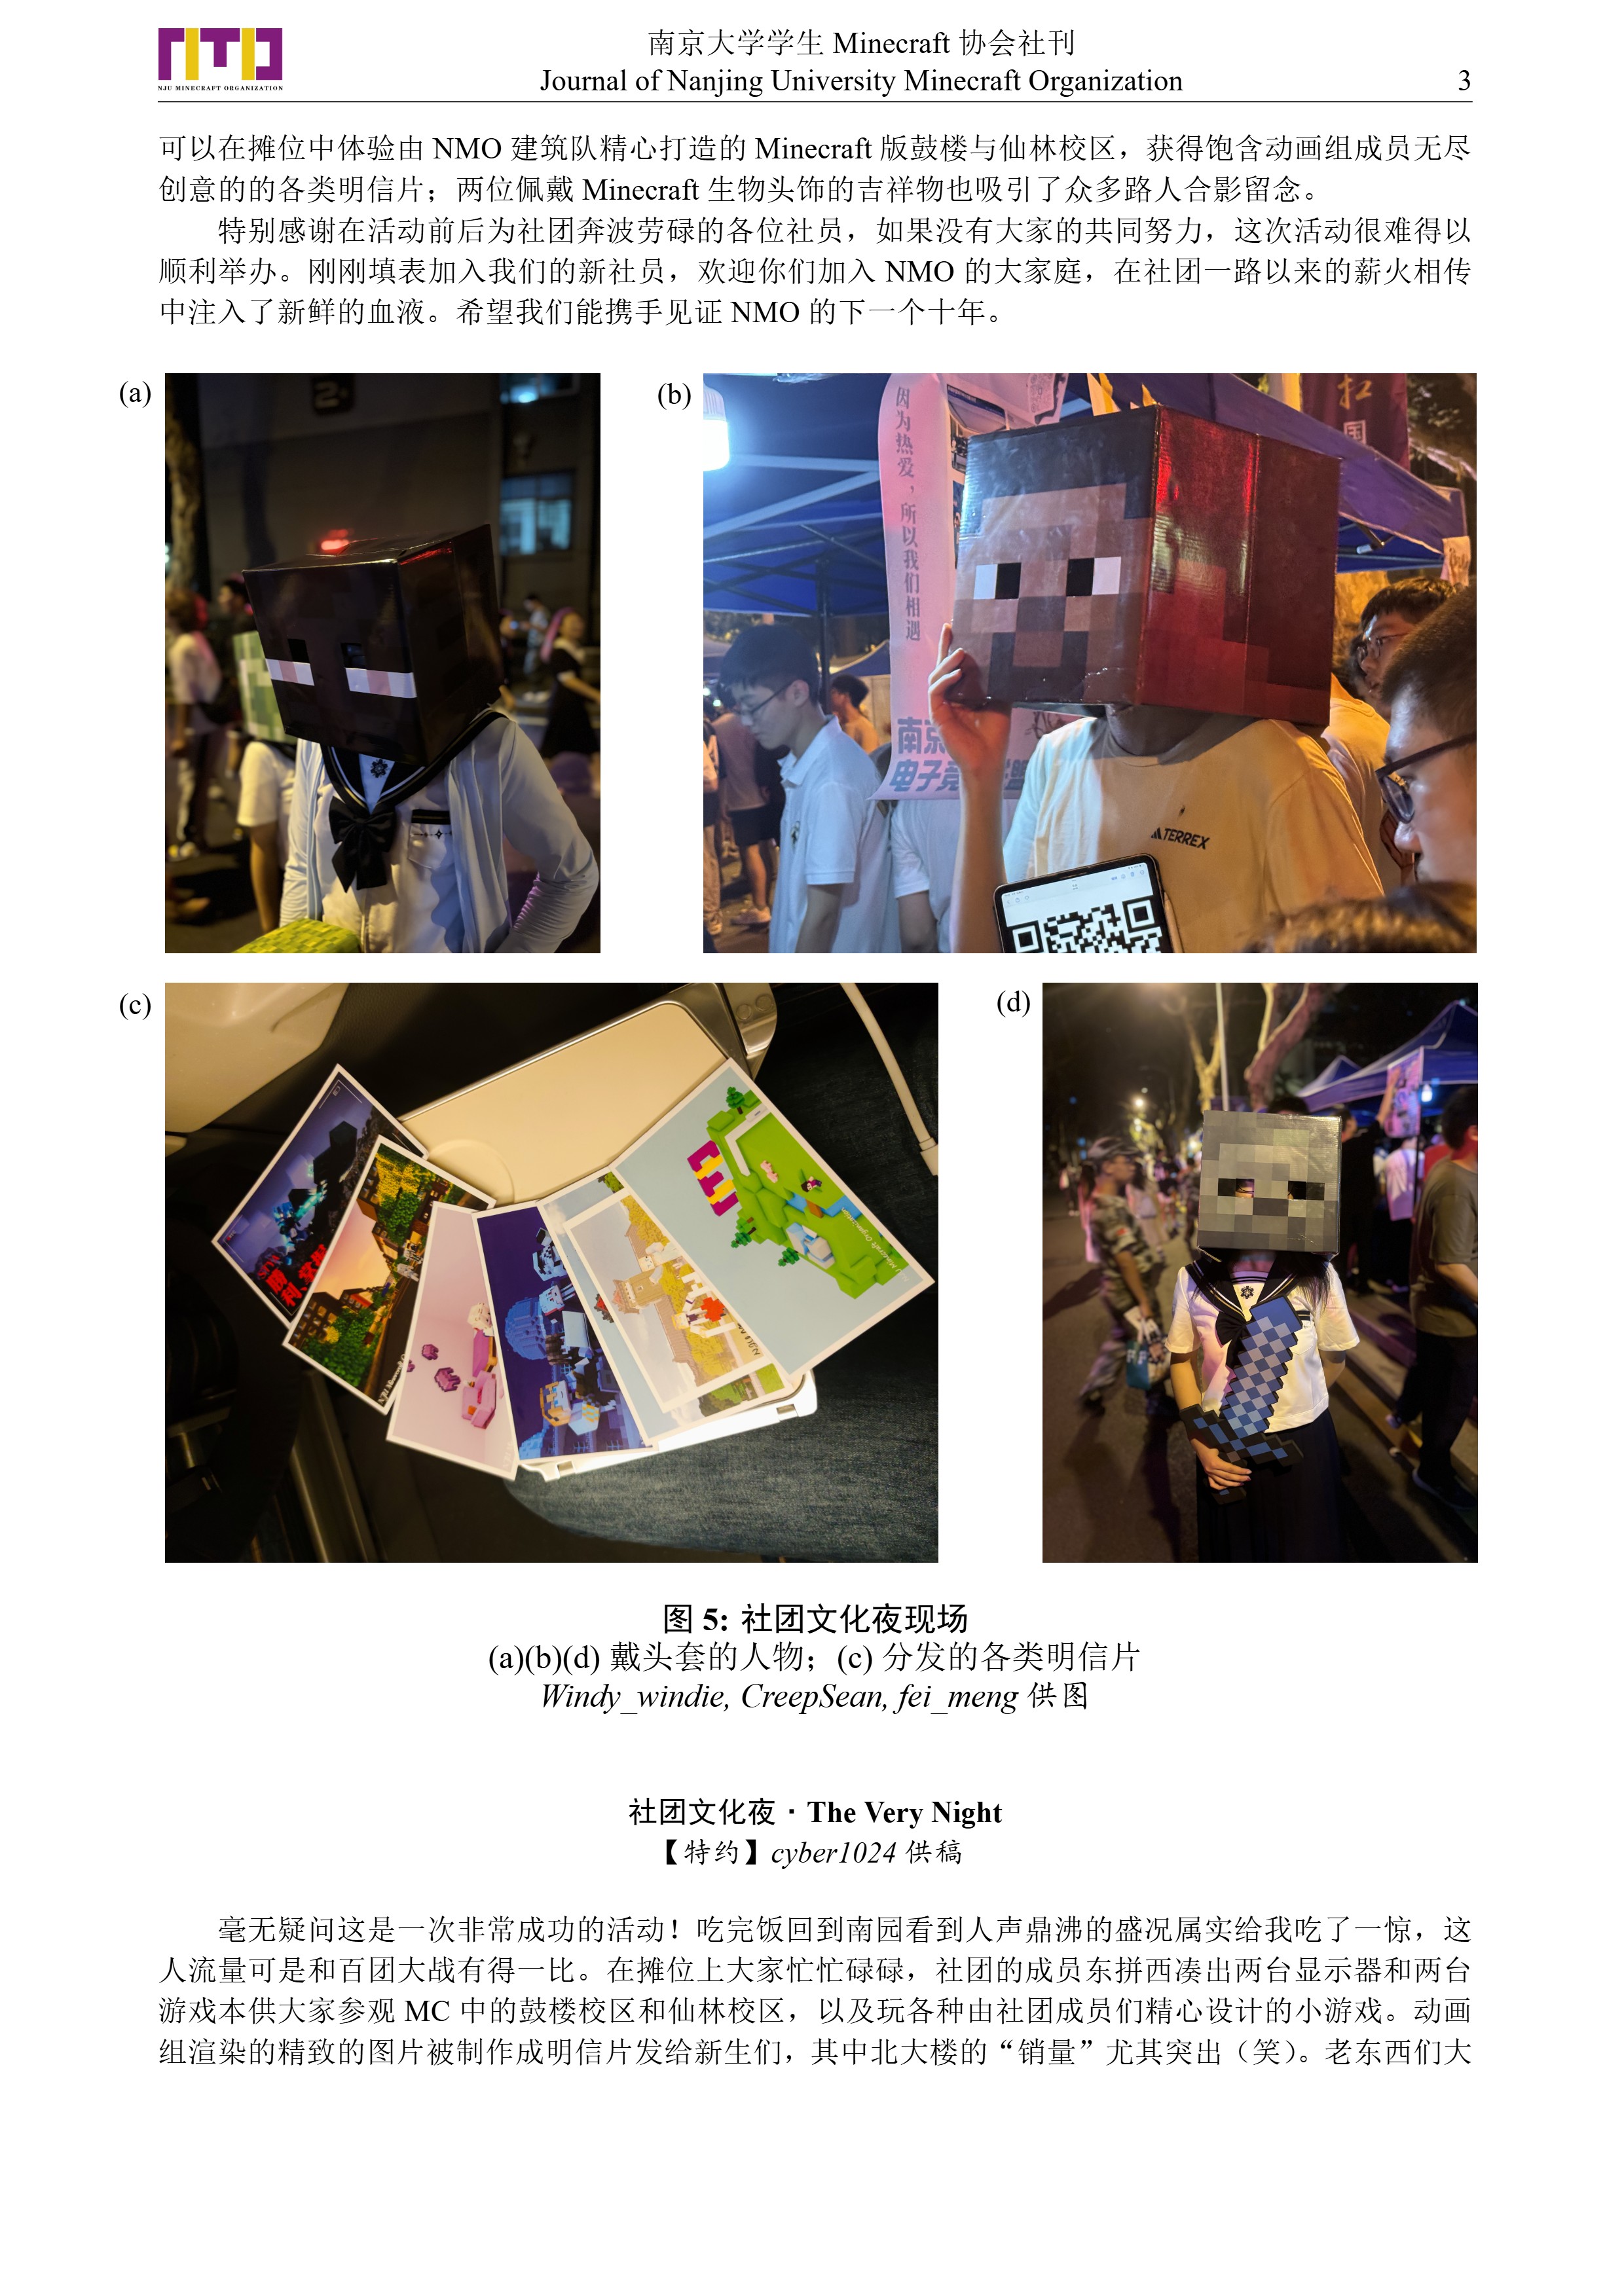 NJU MINECRAFT ORGANIZATION
南京大学学生 Minecraft 协会社刊
Journal of Nanjing University Minecraft Organization
3
可以在摊位中体验由 NMO 建筑队精心打造的 Minecraft 版鼓楼与仙林校区，获得饱含动画组成员无尽
创意的的各类明信片；两位佩戴 Minecraft 生物头饰的吉祥物也吸引了众多路人合影留念。
特别感谢在活动前后为社团奔波劳碌的各位社员，如果没有大家的共同努力，这次活动很难得以
顺利举办。刚刚填表加入我们的新社员，欢迎你们加入 NMO 的大家庭，在社团一路以来的薪火相传
中注入了新鲜的血液。希望我们能携手见证 NMO 的下一个十年。
(a)
(b)
因为热爱，所以我们相遇
南京
电子竞
TERREX
(c)
(d)
图 5: 社团文化夜现场
(a)(b)(d) 戴头套的人物；(c) 分发的各类明信片
Windy_windie, CreepSean, fei_meng 供图
社团文化夜 · The Very Night
【特约】cyber1024 供稿
毫无疑问这是一次非常成功的活动！吃完饭回到南园看到人声鼎沸的盛况属实给我吃了一惊，这
人流量可是和百团大战有得一比。在摊位上大家忙忙碌碌，社团的成员东拼西凑出两台显示器和两台
游戏本供大家参观 MC 中的鼓楼校区和仙林校区，以及玩各种由社团成员们精心设计的小游戏。动画
组渲染的精致的图片被制作成明信片发给新生们，其中北大楼的“销量”尤其突出（笑）。老东西们大